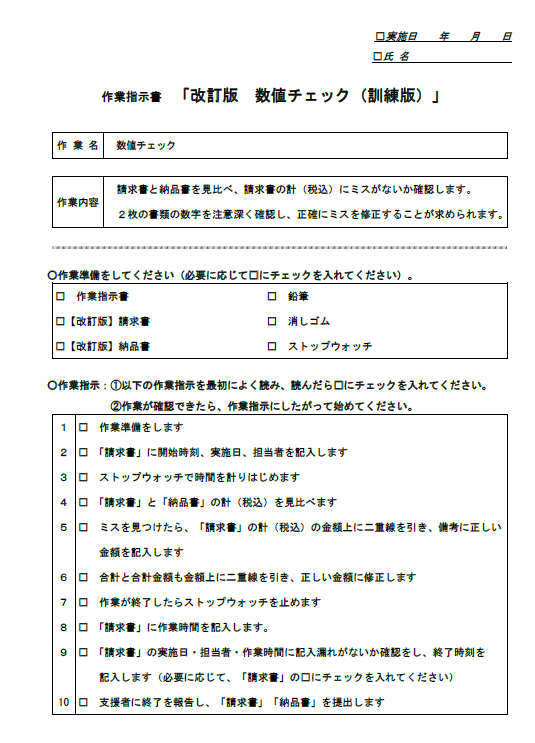 □実施日　　年　　月　　日
□氏 名
作業指示書　「改訂版　数値チェック（訓練版）」
作 業 名　数値チェック
請求書と納品書を見比べ、請求書の計（税込）にミスがないか確認します。
作業内容
２枚の書類の数字を注意深く確認し、正確にミスを修正することが求められます。
〇作業準備をしてください（必要に応じて□にチェックを入れてください）。
□　作業指示書　　□　鉛筆
□【改訂版】請求書　　□　消しゴム
□【改訂版】納品書　　□　ストップウォッチ
〇作業指示：①以下の作業指示を最初によく読み、読んだら□にチェックを入れてください。
②作業が確認できたら、作業指示にしたがって始めてください。
1　□　作業準備をします
2　□　「請求書」に開始時刻、実施日、担当者を記入します
3　□　ストップウォッチで時間を計りはじめます
4　□　「請求書」と「納品書」の計（税込）を見比べます
5　□　ミスを見つけたら、「請求書」の計（税込）の金額上に二重線を引き、備考に正しい
金額を記入します
6　□　合計と合計金額も金額上に二重線を引き、正しい金額に修正します
7　□　作業が終了したらストップウォッチを止めます
8　□　「請求書」に作業時間を記入します。
9　□　「請求書」の実施日・担当者・作業時間に記入漏れがないか確認をし、終了時刻を
記入します（必要に応じて、「請求書」の□にチェックを入れてください）
10　□　支援者に終了を報告し、「請求書」「納品書」を提出します